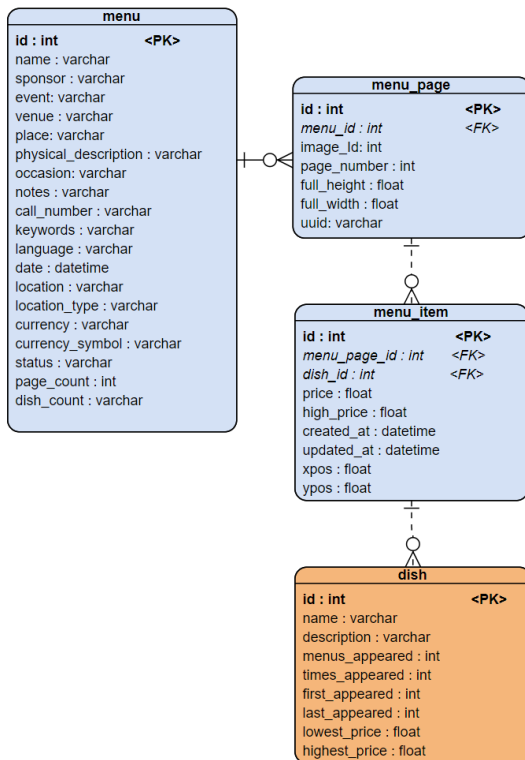 menu
id : int <PK>
name : varchar
sponsor : varchar
event: varchar
venue : varchar
place: varchar
physical_description : varchar
occasion: varchar
notes : varchar
call_number : varchar
keywords : varchar
language : varchar
date : datetime
location : varchar
location_type : varchar
currency : varchar
currency_symbol : varchar
status : varchar
page_count : int
dish_count : varchar
menu_page
id : int <PK>
menu_id : int <FK>
image_Id: int
page_number : int
full_height : float
full_width : float
uuid: varchar
menu_item
id : int <PK>
menu_page_id : int <FK>
dish_id : int <FK>
price : float
high_price : float
created_at : datetime
updated_at : datetime
xpos : float
ypos : float
dish
id : int <PK>
name : varchar
description : varchar
menus_appeared : int
times_appeared : int
first_appeared : int
last_appeared : int
lowest_price : float
highest_price : float